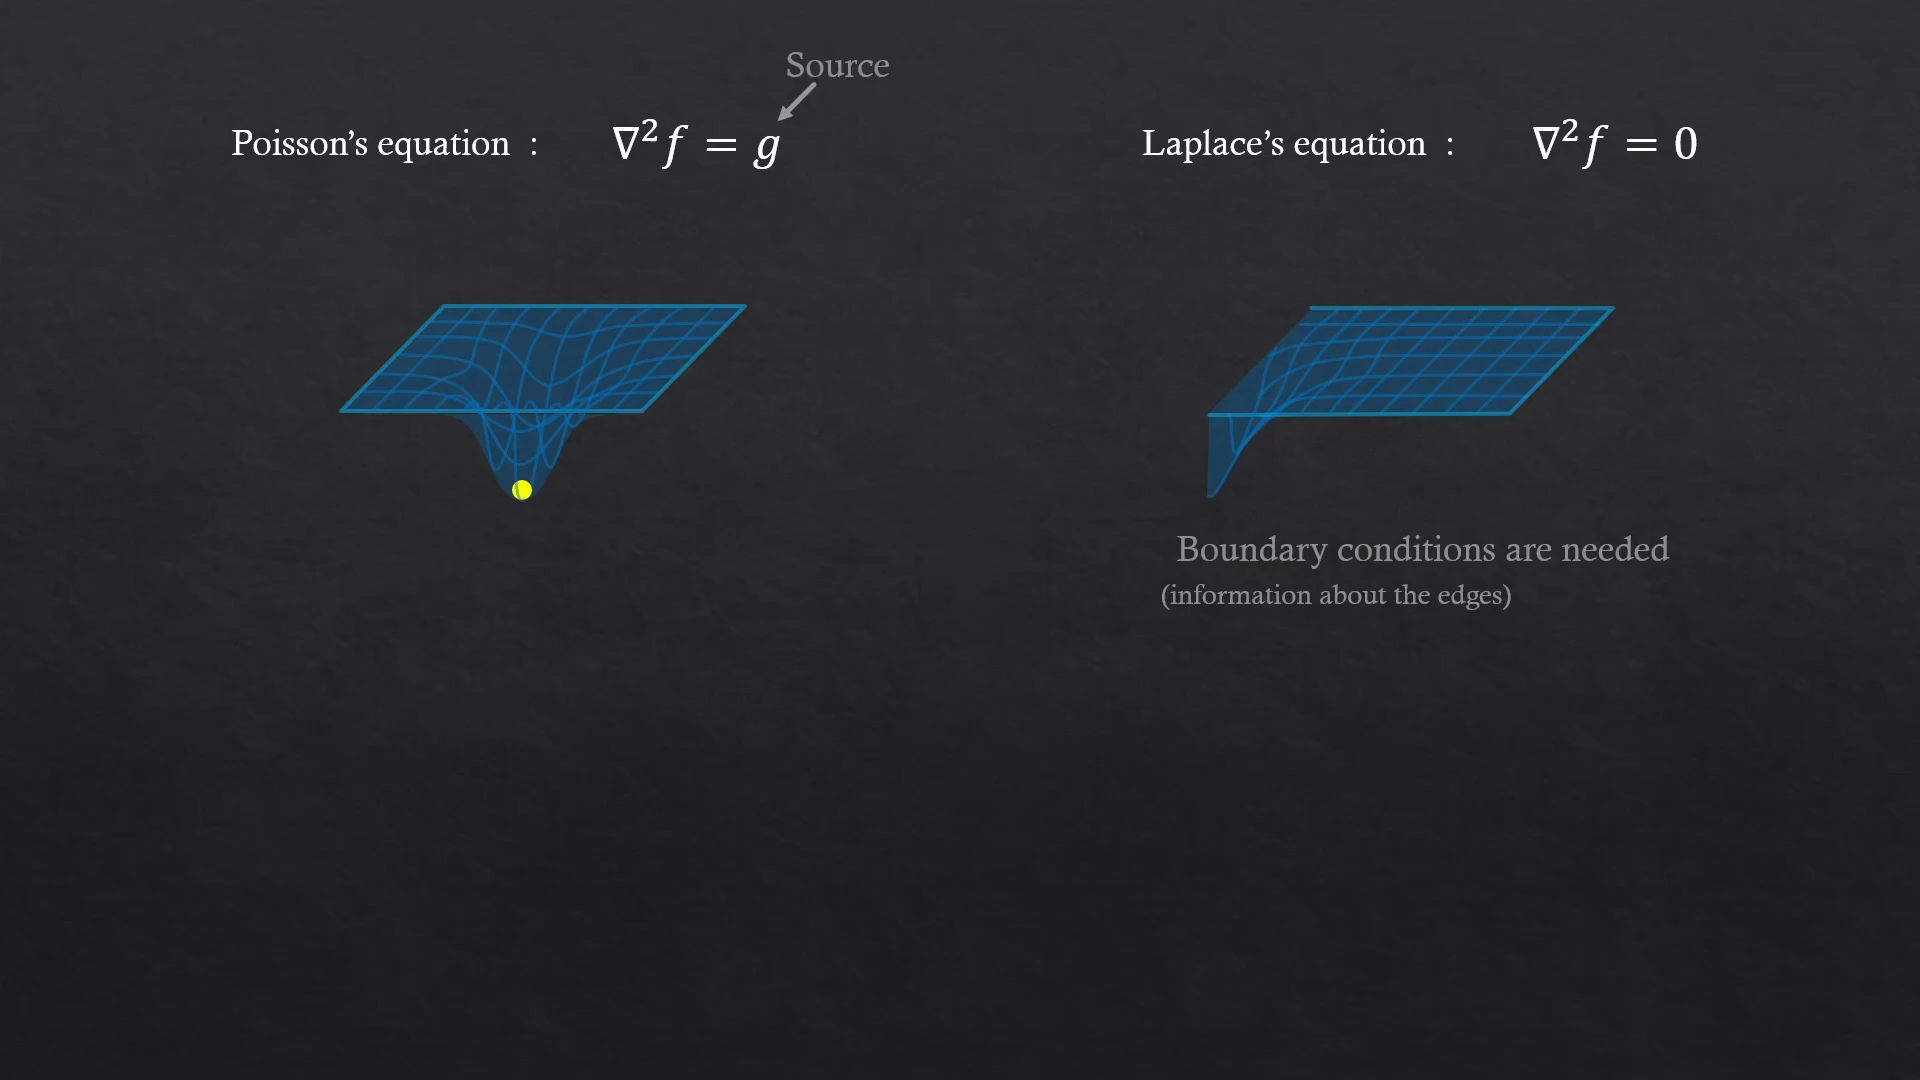 Source
Poisson’s equation : ∇²f = g
Laplace’s equation : ∇²f = 0
Boundary conditions are needed
(information about the edges)